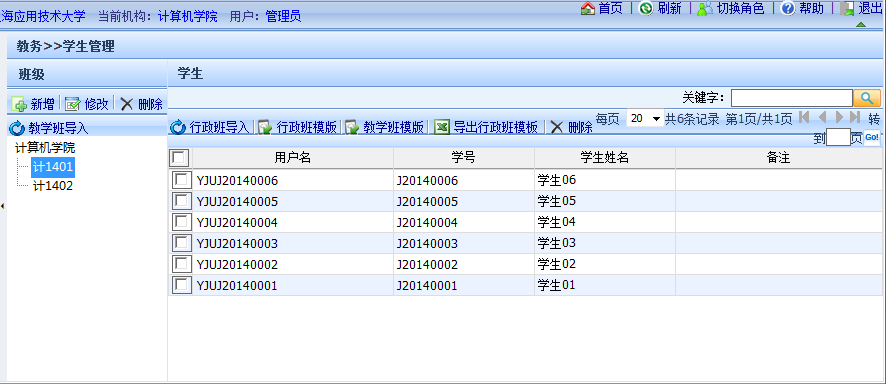 海应用技术大学 当前机构：计算机学院 用户：管理员 首页 刷新 切换角色 帮助 退出
教务>>学生管理
班级
学生
关键字：
新增 修改 删除
教学班导入
行政班导入 行政班模版 教学班模版 导出行政班模板 删除 每页 20 共6条记录 第1页/共1页 转
到 页 Go!
计算机学院
计1401
计1402
用户名 学号 学生姓名 备注
YJUJ20140006 J20140006 学生06
YJUJ20140005 J20140005 学生05
YJUJ20140004 J20140004 学生04
YJUJ20140003 J20140003 学生03
YJUJ20140002 J20140002 学生02
YJUJ20140001 J20140001 学生01